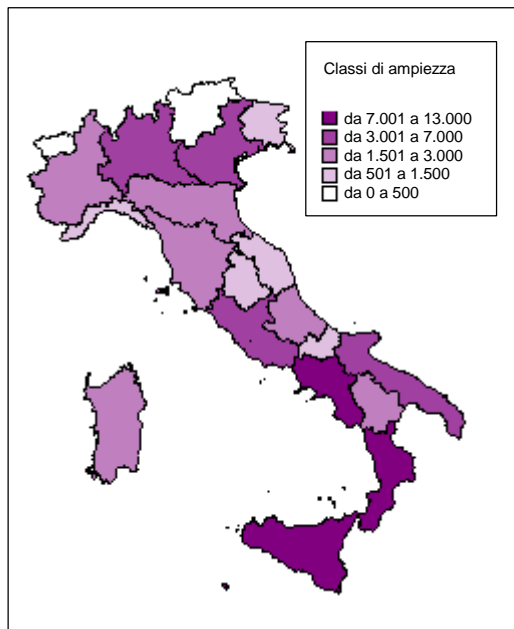 Classi di ampiezza
da 7.001 a 13.000
da 3.001 a 7.000
da 1.501 a 3.000
da 501 a 1.500
da 0 a 500